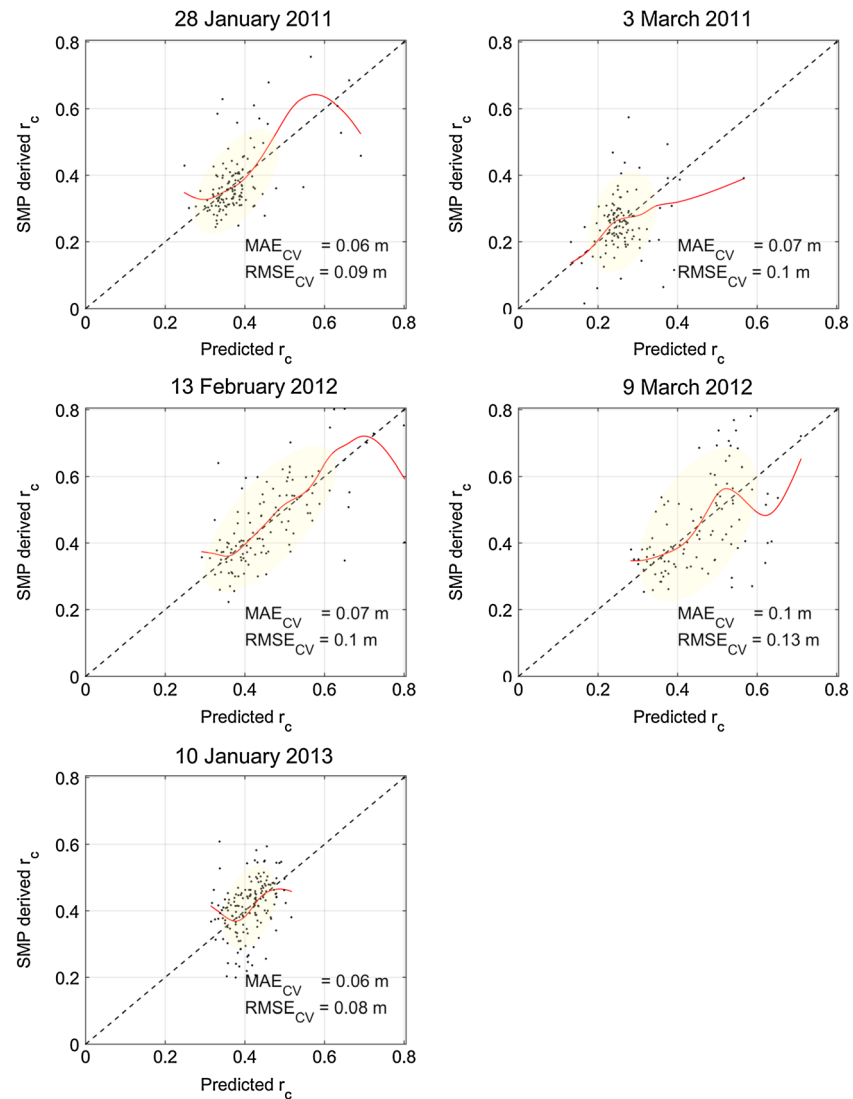 28 January 2011
0.8
0.6
0.4
0.2
0
SMP derived r_c
MAE_CV = 0.06 m
RMSE_CV = 0.09 m
0 0.2 0.4 0.6 0.8
Predicted r_c
3 March 2011
0.8
0.6
0.4
0.2
0
SMP derived r_c
MAE_CV = 0.07 m
RMSE_CV = 0.1 m
0 0.2 0.4 0.6 0.8
Predicted r_c
13 February 2012
0.8
0.6
0.4
0.2
0
SMP derived r_c
MAE_CV = 0.07 m
RMSE_CV = 0.1 m
0 0.2 0.4 0.6 0.8
Predicted r_c
9 March 2012
0.8
0.6
0.4
0.2
0
SMP derived r_c
MAE_CV = 0.1 m
RMSE_CV = 0.13 m
0 0.2 0.4 0.6 0.8
Predicted r_c
10 January 2013
0.8
0.6
0.4
0.2
0
SMP derived r_c
MAE_CV = 0.06 m
RMSE_CV = 0.08 m
0 0.2 0.4 0.6 0.8
Predicted r_c